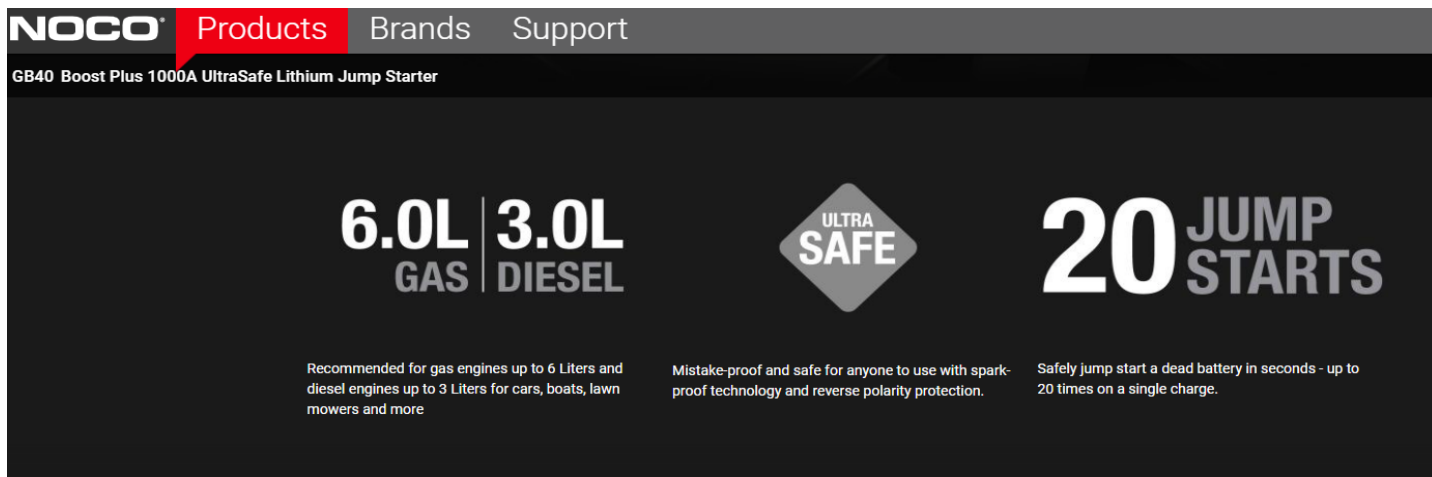 NOCO® Products Brands Support
GB40 Boost Plus 1000A UltraSafe Lithium Jump Starter
6.0L 3.0L
GAS DIESEL
Recommended for gas engines up to 6 Liters and
diesel engines up to 3 Liters for cars, boats, lawn
mowers and more
ULTRA
SAFE
Mistake-proof and safe for anyone to use with spark-
proof technology and reverse polarity protection.
20 JUMP
STARTS
Safely jump start a dead battery in seconds - up to
20 times on a single charge.